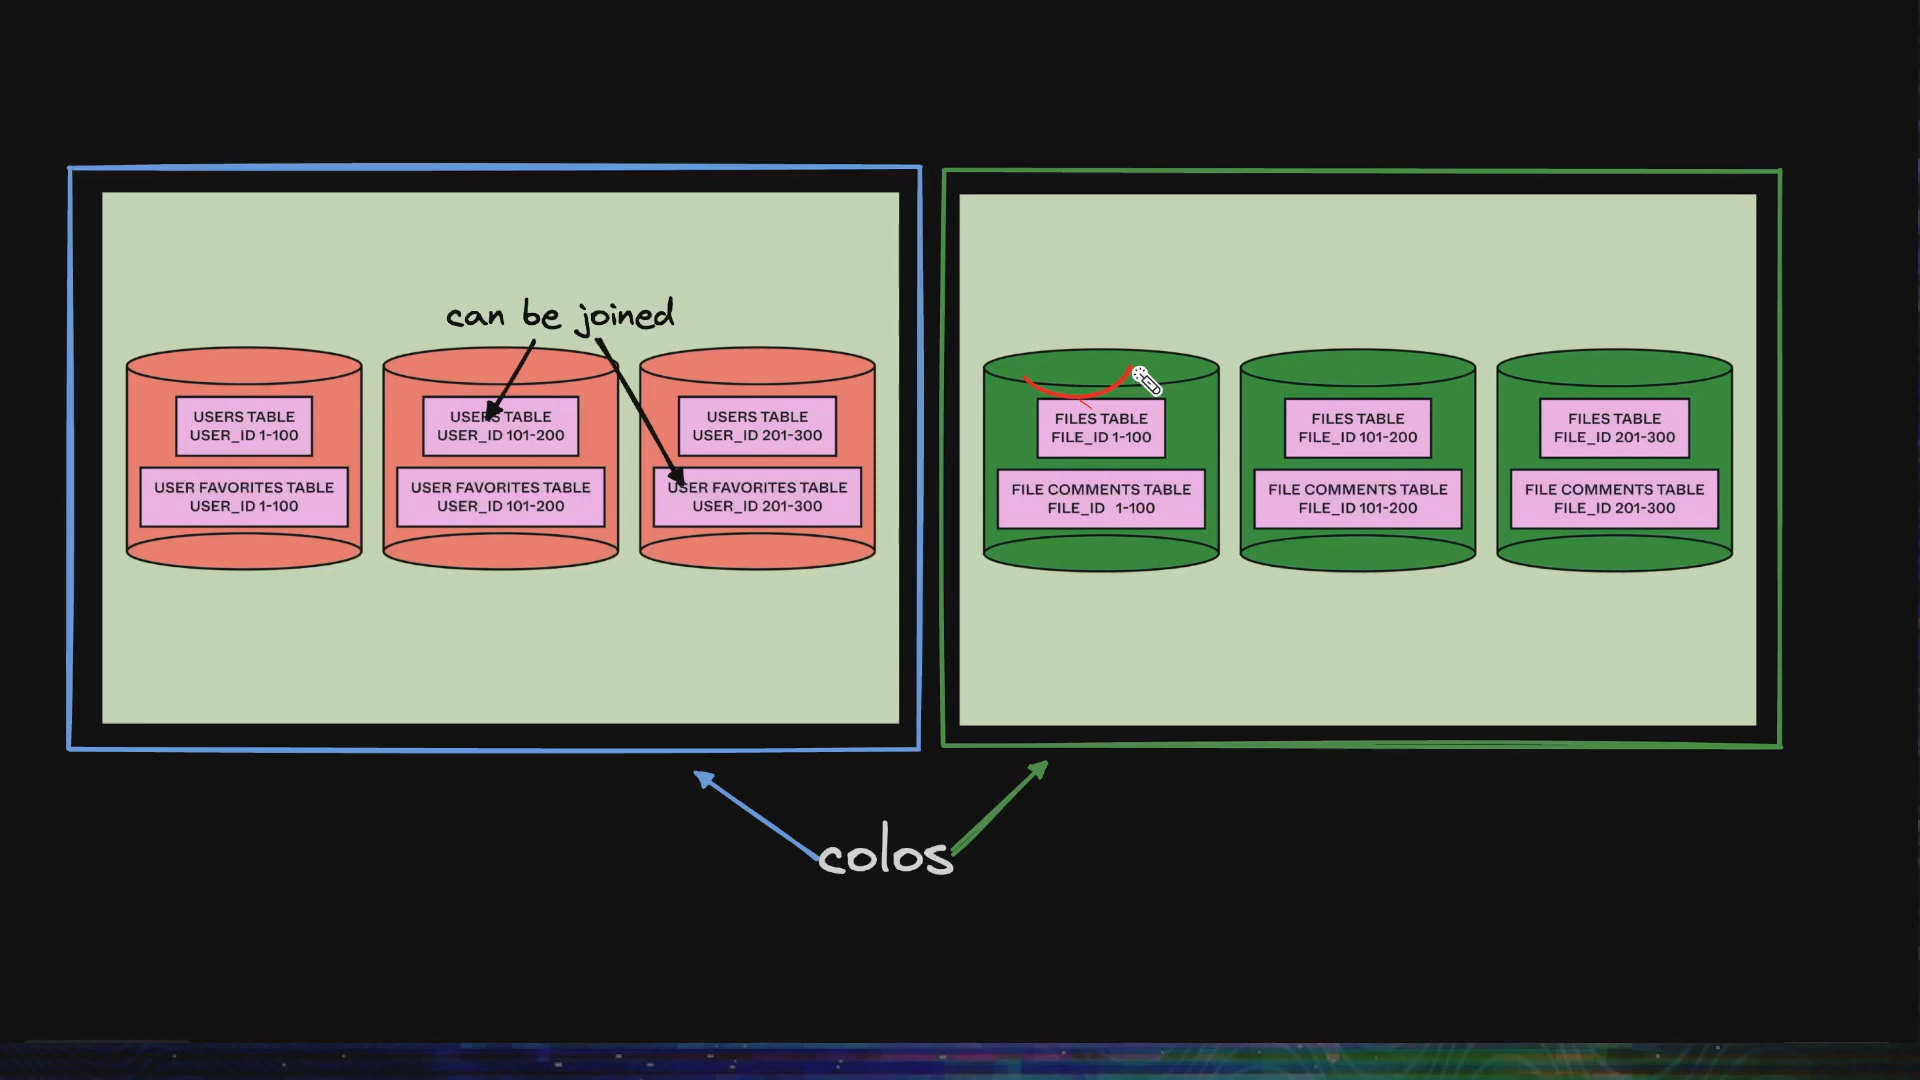 can be joined
USERS TABLE
USER_ID 1-100
USER FAVORITES TABLE
USER_ID 1-100
USERS TABLE
USER_ID 101-200
USER FAVORITES TABLE
USER_ID 101-200
USERS TABLE
USER_ID 201-300
USER FAVORITES TABLE
USER_ID 201-300
FILES TABLE
FILE_ID 1-100
FILE COMMENTS TABLE
FILE_ID 1-100
FILES TABLE
FILE_ID 101-200
FILE COMMENTS TABLE
FILE_ID 101-200
FILES TABLE
FILE_ID 201-300
FILE COMMENTS TABLE
FILE_ID 201-300
colos